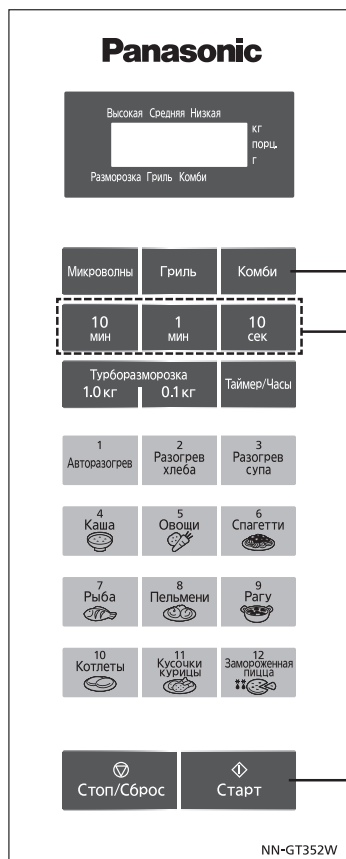 Panasonic
Высокая Средняя Низкая
кг
порц.
г
Разморозка Гриль Комби
Микроволны Гриль Комби
10 мин
1 мин
10 сек
Турборазморозка
1.0 кг 0.1 кг
Таймер/Часы
1
Авторазогрев
2
Разогрев
хлеба
3
Разогрев
супа
4
Каша
5
Овощи
6
Спагетти
7
Рыба
8
Пельмени
9
Рагу
10
Котлеты
11
Кусочки
курицы
12
Замороженная
пицца
Стоп/Сброс
Старт
NN-GT352W